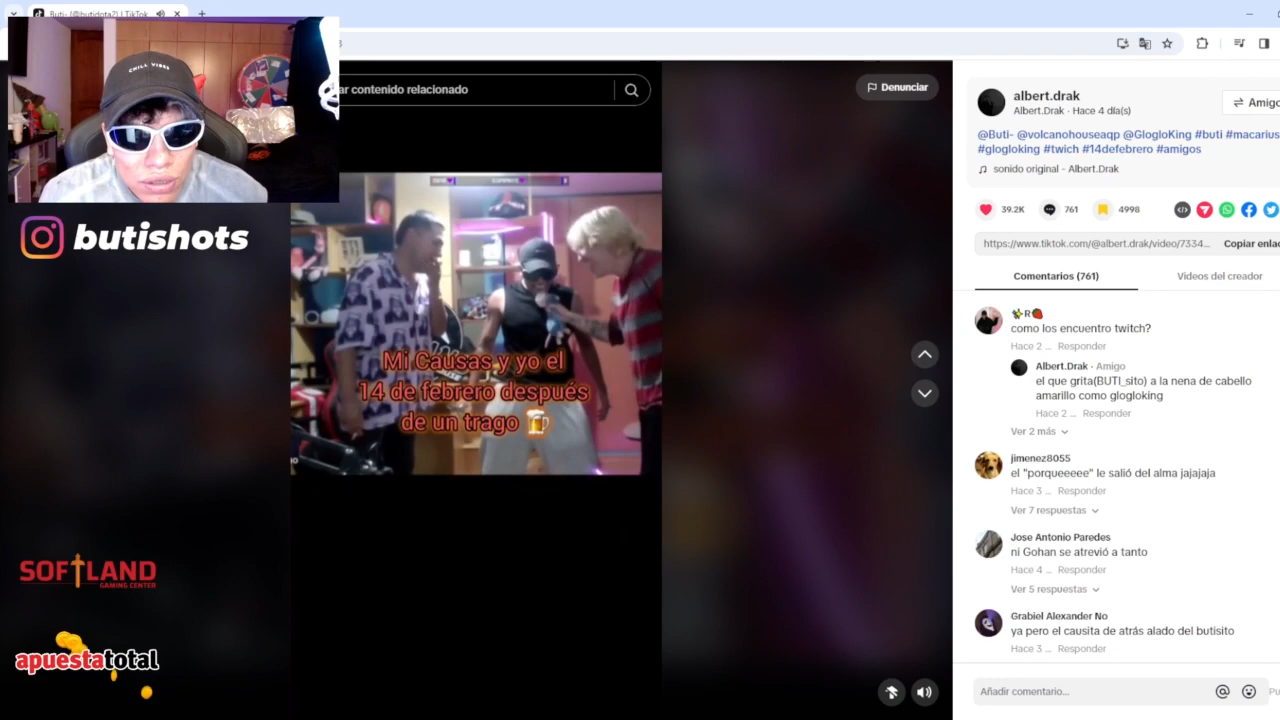 Buti- (@butidota2) | TikTok
CHILL VIBES
ar contenido relacionado
Denunciar
butishots
Mi Causas y yo el
14 de febrero después
de un trago
SOFTLAND
GAMING CENTER
apuestatotal
albert.drak
Albert.Drak · Hace 4 día(s)
Amigo
@Buti- @volcanohouseaqp @GlogloKing #buti #macarius
#glogloking #twich #14defebrero #amigos
sonido original - Albert.Drak
39.2K
761
4998
https://www.tiktok.com/@albert.drak/video/7334...
Copiar enlac
Comentarios (761)
Videos del creador
R
como los encuentro twitch?
Hace 2 ...
Responder
Albert.Drak · Amigo
el que grita(BUTI_sito) a la nena de cabello
amarillo como glogloking
Hace 2 ...
Responder
Ver 2 más
jimenez8055
el "porqueeeee" le salió del alma jajajaja
Hace 3 ...
Responder
Ver 7 respuestas
Jose Antonio Paredes
ni Gohan se atrevió a tanto
Hace 4 ...
Responder
Ver 5 respuestas
Grabiel Alexander No
ya pero el causita de atrás alado del butisito
Hace 3 ...
Responder
Añadir comentario...